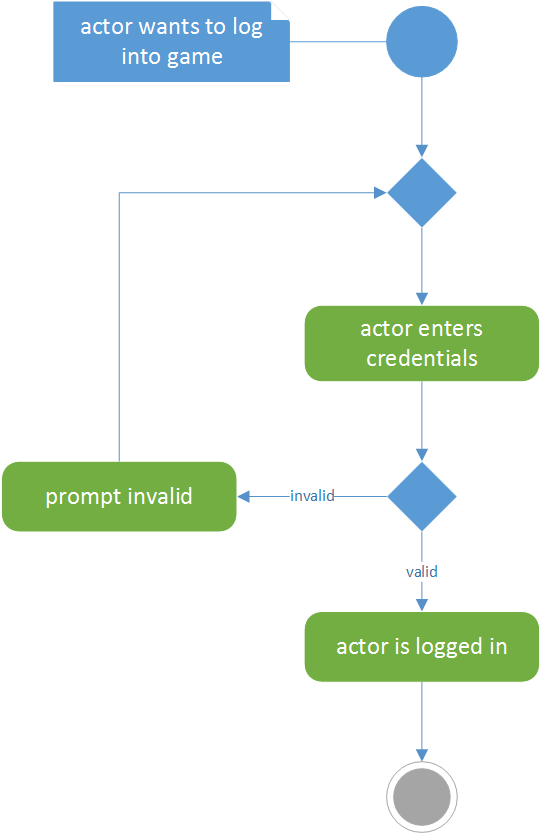 actor wants to log
into game
actor enters
credentials
prompt invalid
invalid
valid
actor is logged in